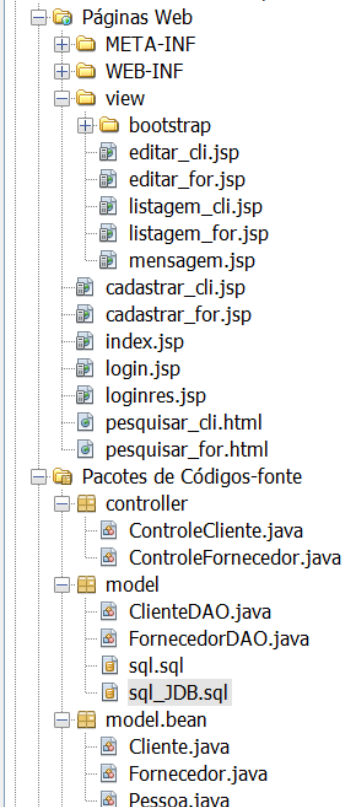 Páginas Web
META-INF
WEB-INF
view
bootstrap
editar_cli.jsp
editar_for.jsp
listagem_cli.jsp
listagem_for.jsp
mensagem.jsp
cadastrar_cli.jsp
cadastrar_for.jsp
index.jsp
login.jsp
loginres.jsp
pesquisar_cli.html
pesquisar_for.html
Pacotes de Códigos-fonte
controller
ControleCliente.java
ControleFornecedor.java
model
ClienteDAO.java
FornecedorDAO.java
sql.sql
sql_JDB.sql
model.bean
Cliente.java
Fornecedor.java
Pessoa.java